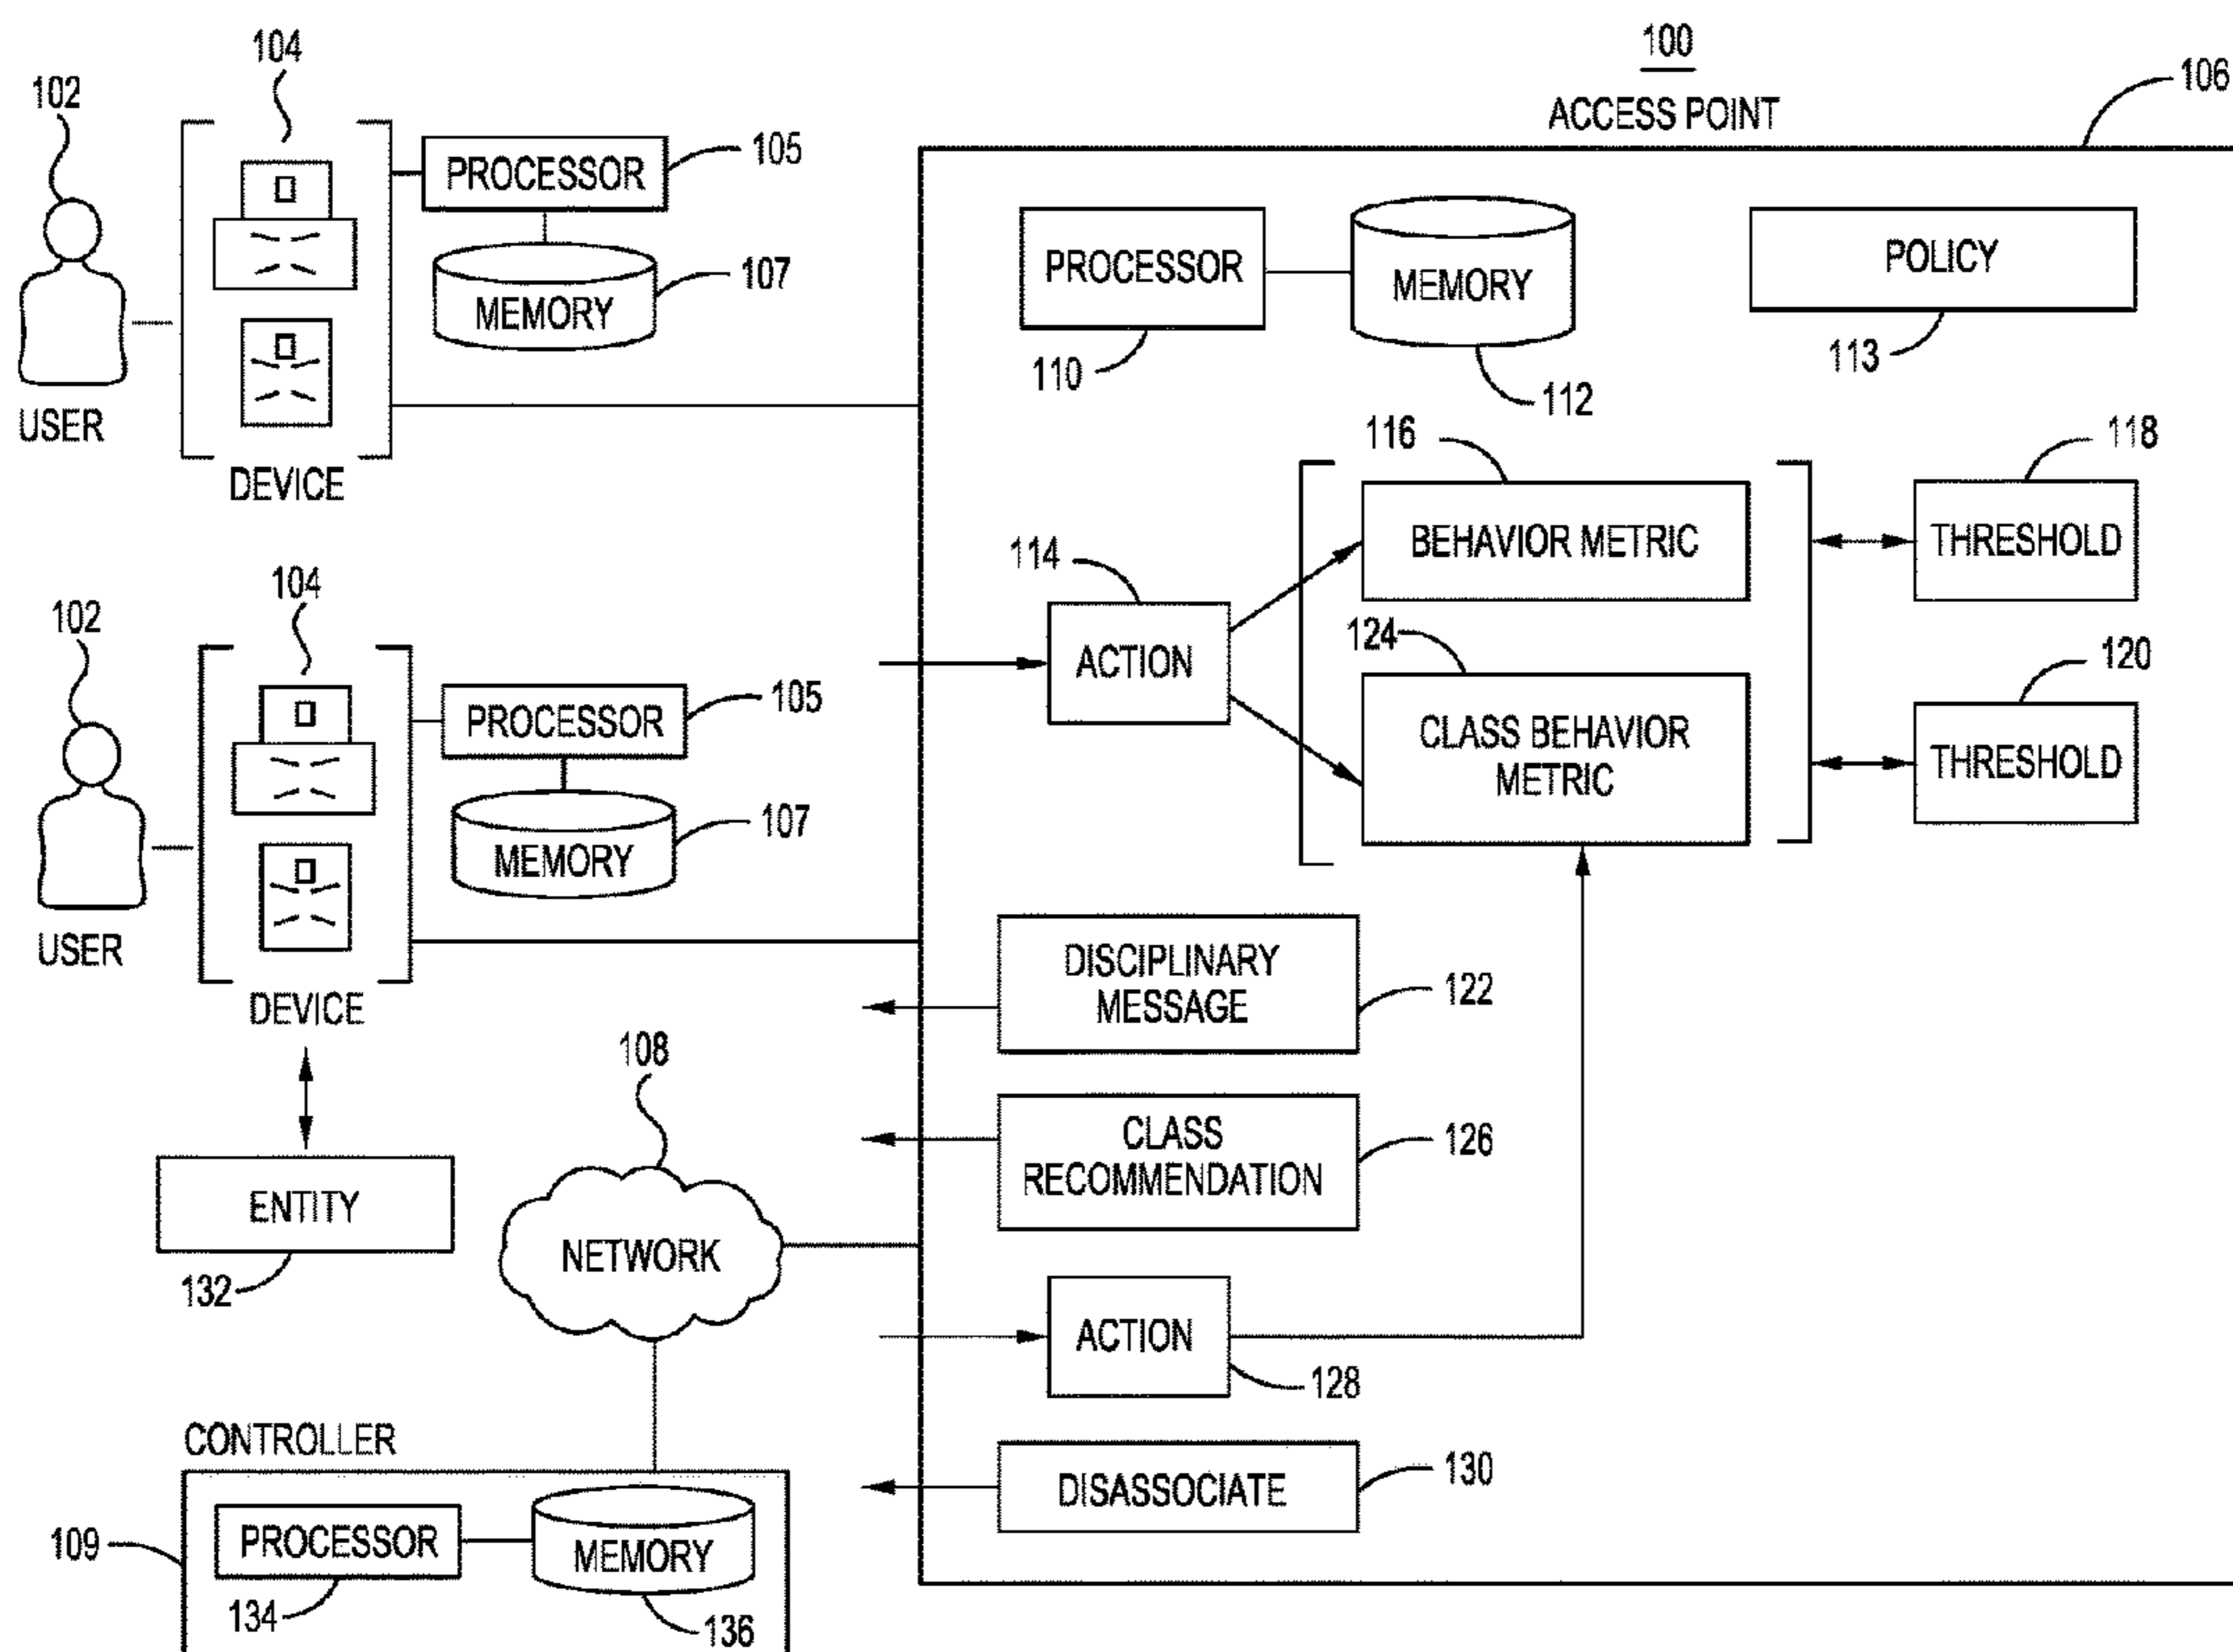 100
ACCESS POINT
106
104
102
PROCESSOR
105
MEMORY
107
USER
DEVICE
PROCESSOR
110
MEMORY
112
POLICY
113
116
BEHAVIOR METRIC
118
THRESHOLD
114
ACTION
124
CLASS BEHAVIOR
METRIC
120
THRESHOLD
104
102
PROCESSOR
105
MEMORY
107
USER
DEVICE
DISCIPLINARY
MESSAGE
122
108
NETWORK
CLASS
RECOMMENDATION
126
ENTITY
132
ACTION
128
CONTROLLER
109
PROCESSOR
134
MEMORY
136
DISASSOCIATE
130